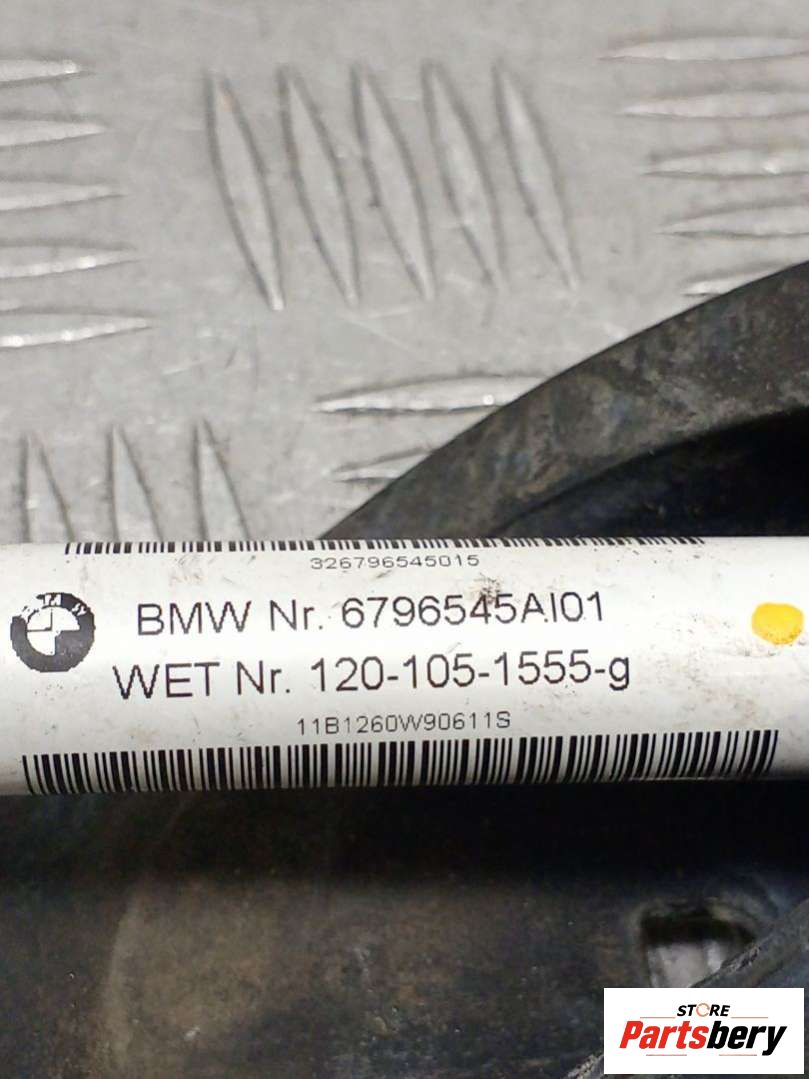 326796545015
BMW Nr. 6796545AI01
WET Nr. 120-105-1555-g
11B1260W90611S
STORE
Partsbery